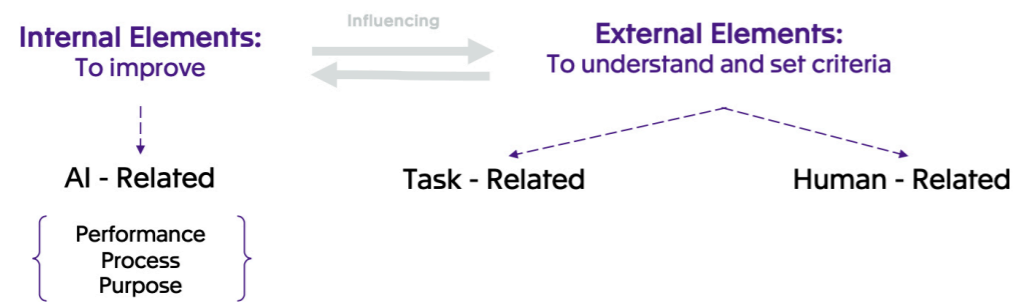 Influencing
Internal Elements:
To improve
External Elements:
To understand and set criteria
AI - Related
Task - Related
Human - Related
Performance
Process
Purpose